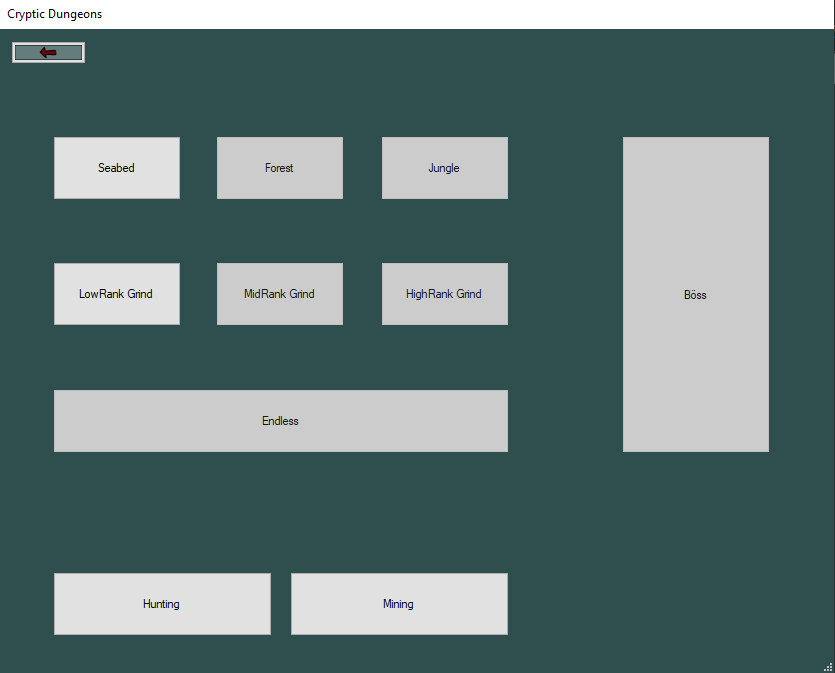 Cryptic Dungeons
Seabed
Forest
Jungle
LowRank Grind
MidRank Grind
HighRank Grind
Böss
Endless
Hunting
Mining